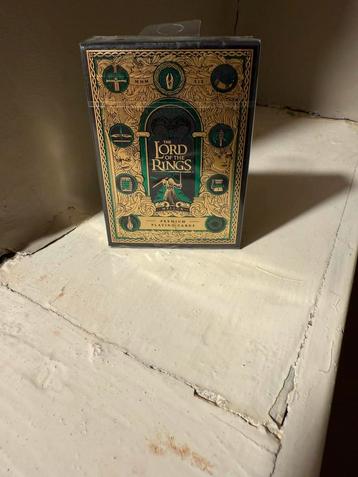 THE
LORD
OF THE
RINGS
PREMIUM
PLAYING CARDS